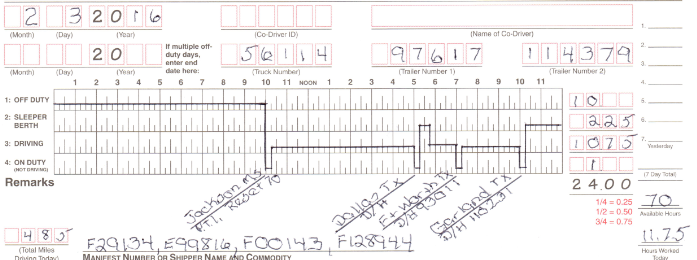 2 3 2016
(Month) (Day) (Year) (Co-Driver ID) (Name of Co-Driver) 1.
20 If multiple off-duty days, enter end date here: 56114 97617 114379 2.
(Month) (Day) (Year) (Truck Number) (Trailer Number 1) (Trailer Number 2) 3.
1 2 3 4 5 6 7 8 9 10 11 NOON 1 2 3 4 5 6 7 8 9 10 11 4.
1: OFF DUTY 10 5.
2: SLEEPER BERTH 225 6.
3: DRIVING 1075 7. Yesterday
4: ON DUTY (NOT DRIVING) 1
Remarks 24.00 (7 Day Total)
1/4 = 0.25
1/2 = 0.50
3/4 = 0.75
70
Available Hours
Jackson MS
PTI, Reset 70
Dallas TX
D/H
Ft Worth TX
Garland TX
485
(Total Miles Driving Today)
F29134, E99816, F00143, F128944
MANIFEST NUMBER OR SHIPPER NAME AND COMMODITY
11.75
Hours Worked Today